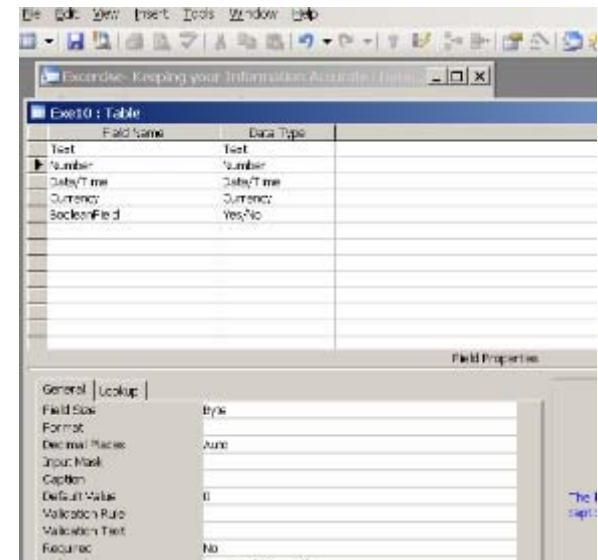 File Edit View Insert Tools Window Help
Excercise- Keeping your Information Accurate
Exe10 : Table
Field Name Data Type
Text Text
Number Number
Date/Time Date/Time
Currency Currency
BooleanField Yes/No
Field Properties
General Lookup
Field Size Byte
Format
Decimal Places Auto
Input Mask
Caption
Default Value 0
Validation Rule
Validation Text
Required No
The